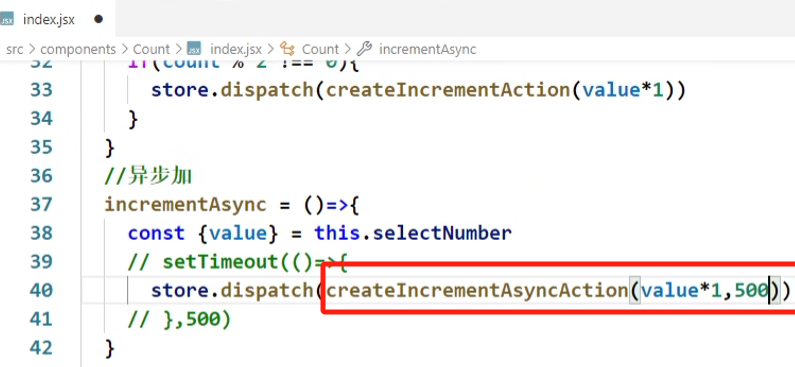 JSX index.jsx ●
src > components > Count > JSX index.jsx > Count > incrementAsync
32 if(count % 2 !== 0){
33 store.dispatch(createIncrementAction(value*1))
34 }
35 }
36 //异步加
37 incrementAsync = ()=>{
38 const {value} = this.selectNumber
39 // setTimeout(()=>{
40 store.dispatch(createIncrementAsyncAction(value*1,500))
41 // },500)
42 }